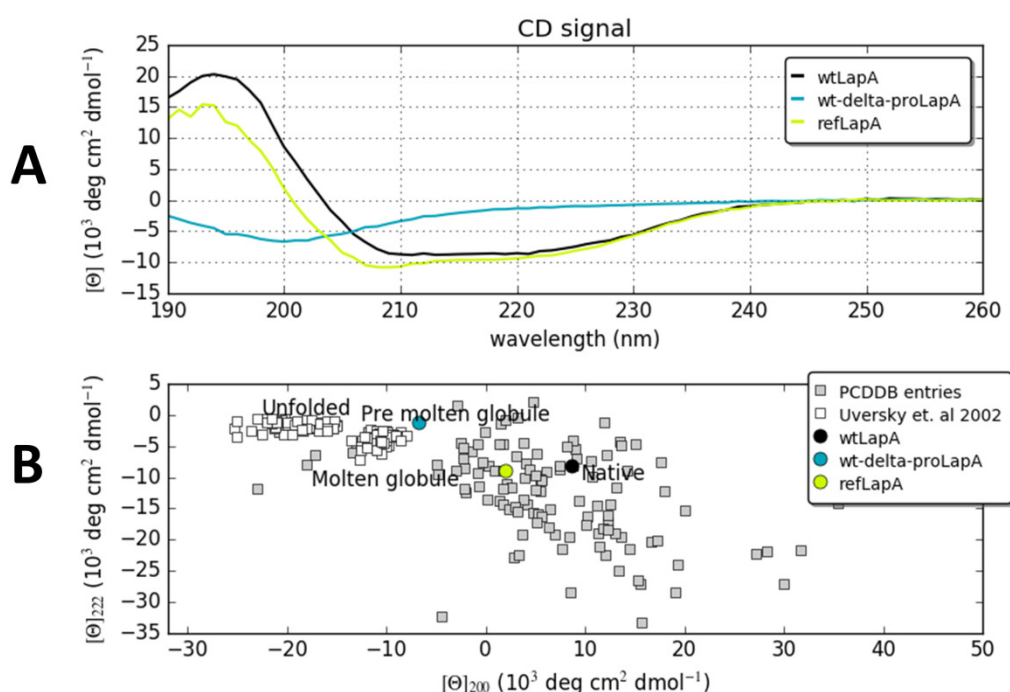 CD signal
A
[Θ] (10³ deg cm² dmol⁻¹)
25
20
15
10
5
0
−5
−10
−15
wtLapA
wt-delta-proLapA
refLapA
190 200 210 220 230 240 250 260
wavelength (nm)
B
[Θ]₂₂₂ (10³ deg cm² dmol⁻¹)
5
0
−5
−10
−15
−20
−25
−30
−35
Unfolded
Pre molten globule
Molten globule
Native
PCDDB entries
Uversky et. al 2002
wtLapA
wt-delta-proLapA
refLapA
−30 −20 −10 0 10 20 30 40 50
[Θ]₂₀₀ (10³ deg cm² dmol⁻¹)